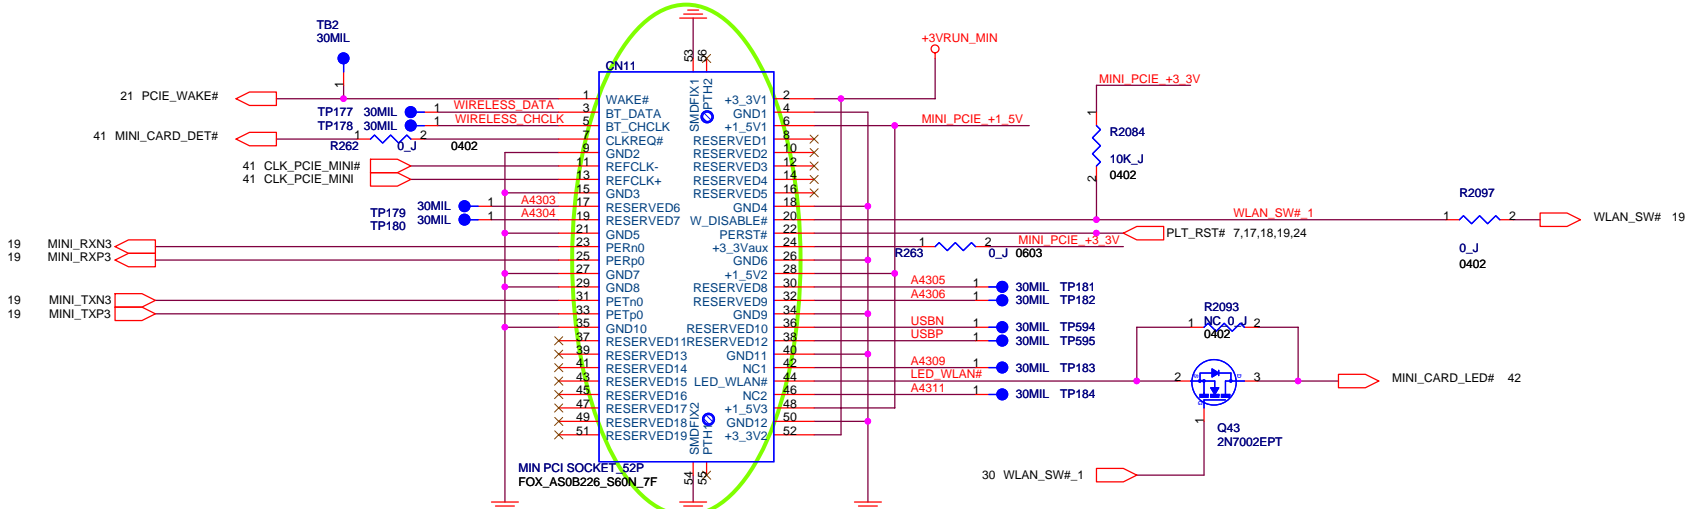 TB2
30MIL
1
21 PCIE_WAKE#
TP177 30MIL 1 WIRELESS_DATA
TP178 30MIL 1 WIRELESS_CHCLK
41 MINI_CARD_DET#
1 2
R262 0_J 0402
41 CLK_PCIE_MINI#
41 CLK_PCIE_MINI
30MIL 1 A4303
TP179
30MIL 1 A4304
TP180
19 MINI_RXN3
19 MINI_RXP3
19 MINI_TXN3
19 MINI_TXP3
53 56
CN11
SMDFIX1
PTH2
1 WAKE# +3_3V1 2
3 BT_DATA GND1 4
5 BT_CHCLK +1_5V1 6
7 CLKREQ# RESERVED1 8
9 GND2 RESERVED2 10
11 REFCLK- RESERVED3 12
13 REFCLK+ RESERVED4 14
15 GND3 RESERVED5 16
17 RESERVED6 GND4 18
19 RESERVED7 W_DISABLE# 20
21 GND5 PERST# 22
23 PERn0 +3_3Vaux 24
25 PERp0 GND6 26
27 GND7 +1_5V2 28
29 GND8 RESERVED8 30
31 PETn0 RESERVED9 32
33 PETp0 GND9 34
35 GND10 RESERVED10 36
37 RESERVED11 RESERVED12 38
39 RESERVED13 GND11 40
41 RESERVED14 NC1 42
43 RESERVED15 LED_WLAN# 44
45 RESERVED16 NC2 46
47 RESERVED17 +1_5V3 48
49 RESERVED18 GND12 50
51 RESERVED19 +3_3V2 52
SMDFIX2
PTH1
54 55
MIN PCI SOCKET_52P
FOX_AS0B226_S60N_7F
+3VRUN_MIN
MINI_PCIE_+1_5V
MINI_PCIE_+3_3V
1
R2084
10K_J
0402
2
WLAN_SW#_1
R2097
1 2
WLAN_SW# 19
0_J
0402
PLT_RST# 7,17,18,19,24
1 2 MINI_PCIE_+3_3V
R263 0_J 0603
A4305 1 30MIL TP181
A4306 1 30MIL TP182
USBN 1 30MIL TP594
USBP 1 30MIL TP595
A4309 1 30MIL TP183
LED_WLAN#
A4311 1 30MIL TP184
R2093
1 NC_0_J 2
0402
2 3
MINI_CARD_LED# 42
1
Q43
2N7002EPT
30 WLAN_SW#_1